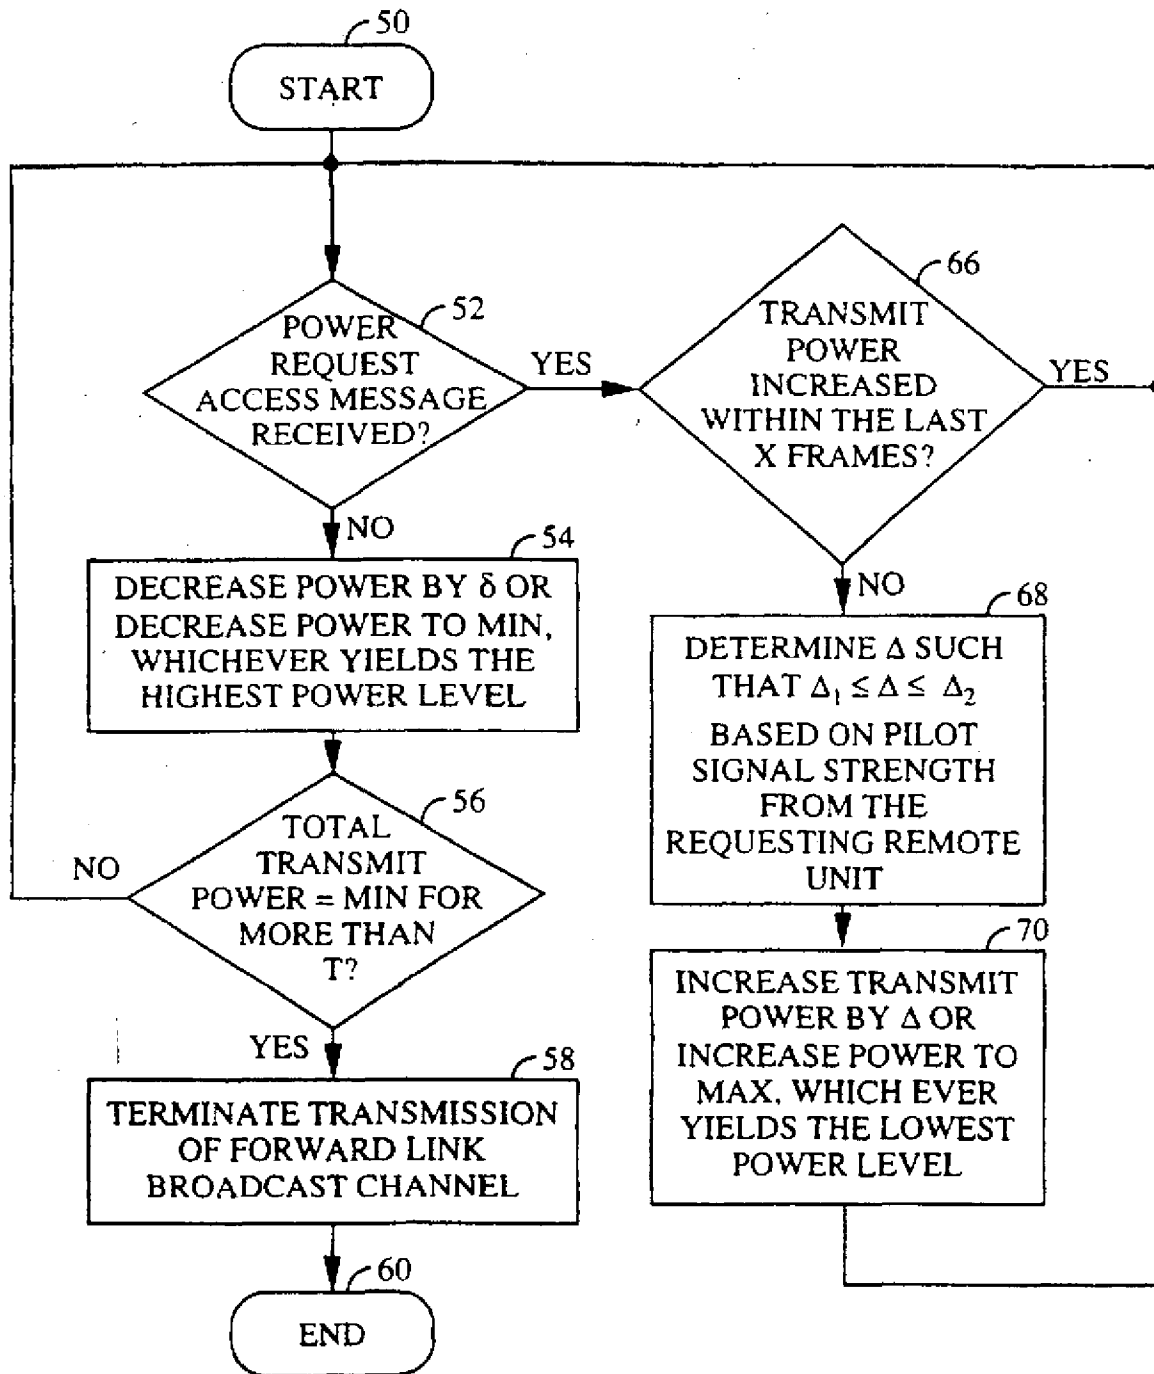 50
START
52
POWER
REQUEST
ACCESS MESSAGE
RECEIVED?
YES
NO
66
TRANSMIT
POWER
INCREASED
WITHIN THE LAST
X FRAMES?
YES
NO
54
DECREASE POWER BY δ OR
DECREASE POWER TO MIN,
WHICHEVER YIELDS THE
HIGHEST POWER LEVEL
56
TOTAL
TRANSMIT
POWER = MIN FOR
MORE THAN
T?
NO
YES
58
TERMINATE TRANSMISSION
OF FORWARD LINK
BROADCAST CHANNEL
60
END
68
DETERMINE Δ SUCH
THAT Δ₁ ≤ Δ ≤ Δ₂
BASED ON PILOT
SIGNAL STRENGTH
FROM THE
REQUESTING REMOTE
UNIT
70
INCREASE TRANSMIT
POWER BY Δ OR
INCREASE POWER TO
MAX, WHICH EVER
YIELDS THE LOWEST
POWER LEVEL